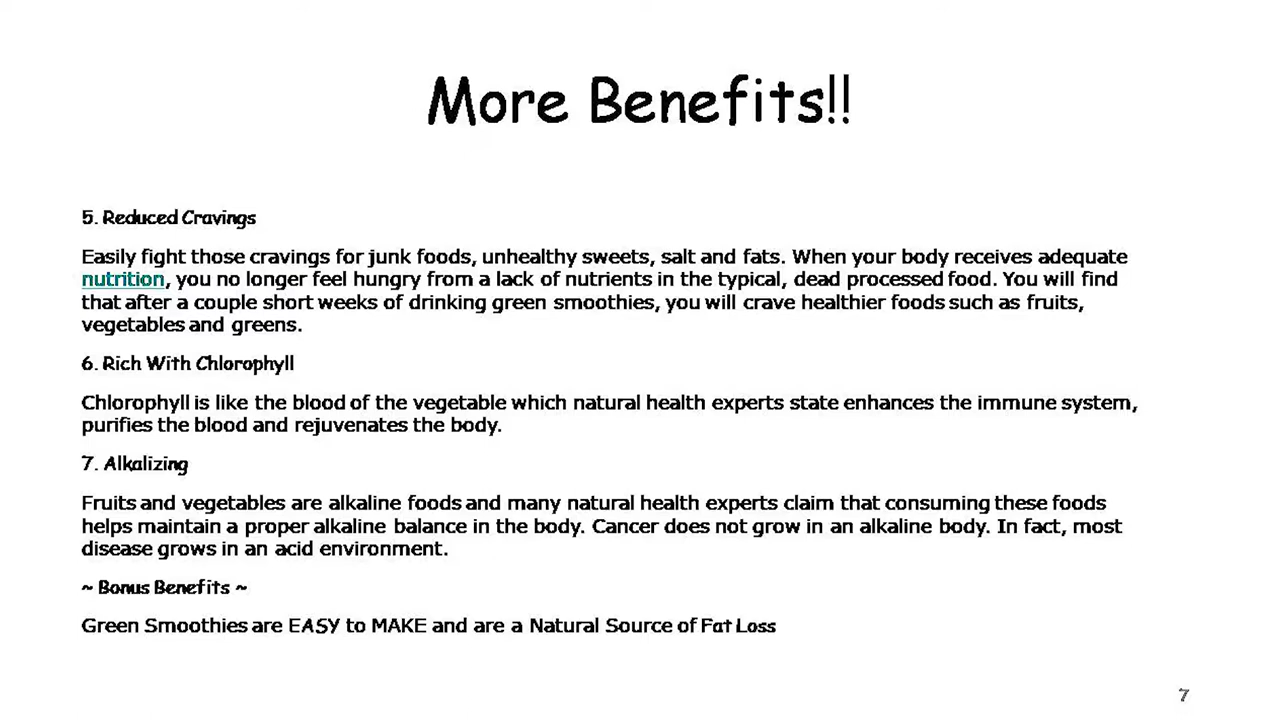 More Benefits!!
5. Reduced Cravings
Easily fight those cravings for junk foods, unhealthy sweets, salt and fats. When your body receives adequate
nutrition, you no longer feel hungry from a lack of nutrients in the typical, dead processed food. You will find
that after a couple short weeks of drinking green smoothies, you will crave healthier foods such as fruits,
vegetables and greens.
6. Rich With Chlorophyll
Chlorophyll is like the blood of the vegetable which natural health experts state enhances the immune system,
purifies the blood and rejuvenates the body.
7. Alkalizing
Fruits and vegetables are alkaline foods and many natural health experts claim that consuming these foods
helps maintain a proper alkaline balance in the body. Cancer does not grow in an alkaline body. In fact, most
disease grows in an acid environment.
~ Bonus Benefits ~
Green Smoothies are EASY to MAKE and are a Natural Source of Fat Loss
7